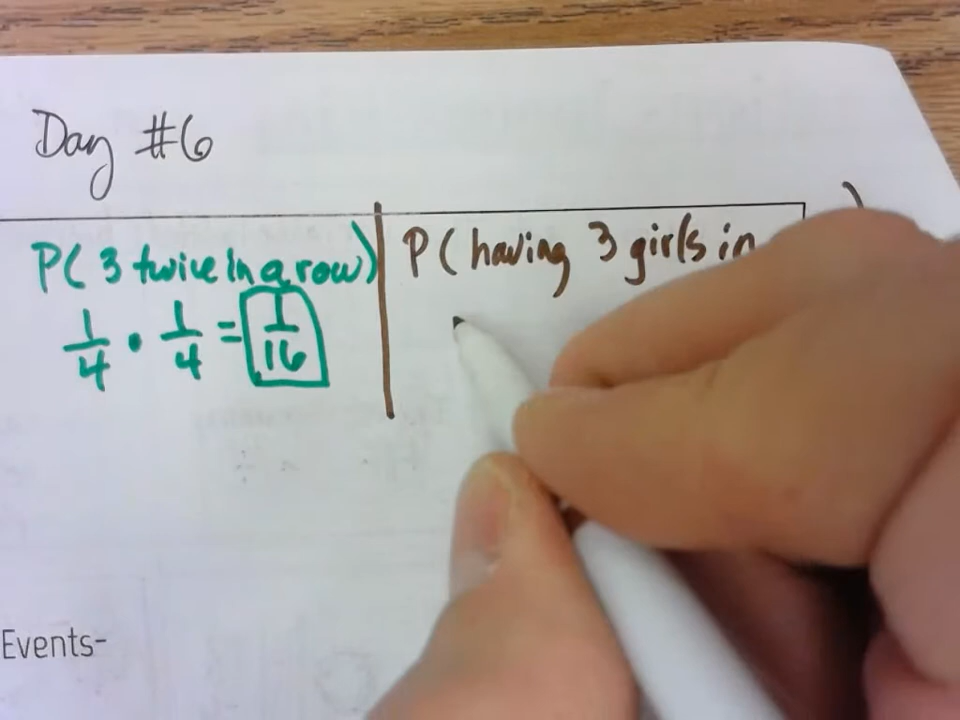 Day #6
P( 3 twice in a row)
1/4 · 1/4 = 1/16
P( having 3 girls in
)
Events-